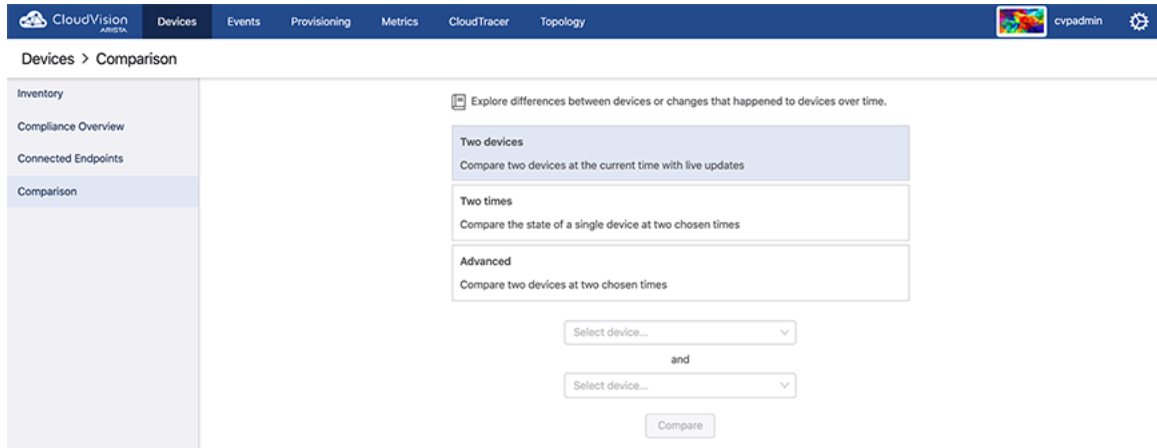 CloudVision
ARISTA
Devices Events Provisioning Metrics CloudTracer Topology cvpadmin
Devices > Comparison
Inventory
Compliance Overview
Connected Endpoints
Comparison
Explore differences between devices or changes that happened to devices over time.
Two devices
Compare two devices at the current time with live updates
Two times
Compare the state of a single device at two chosen times
Advanced
Compare two devices at two chosen times
Select device...
and
Select device...
Compare